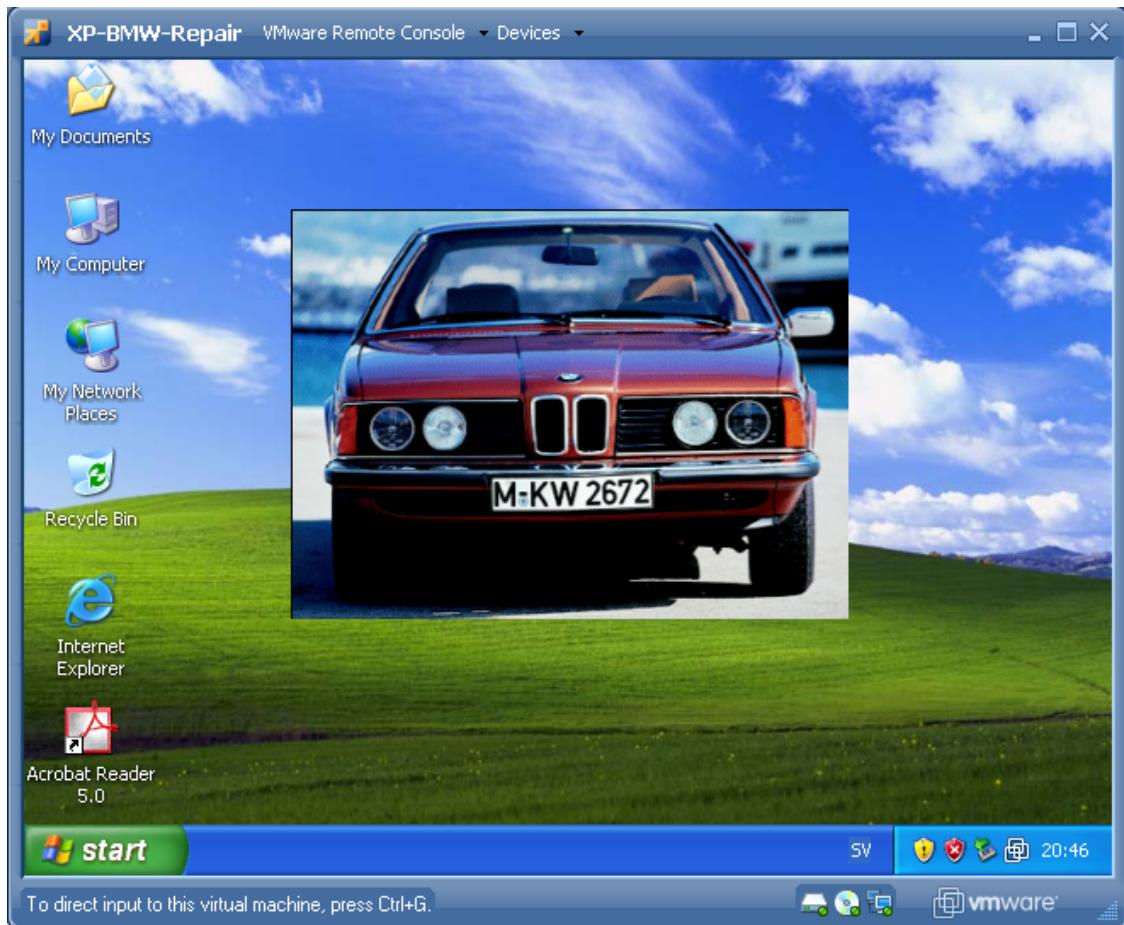 XP-BMW-Repair VMware Remote Console Devices
My Documents
My Computer
My Network
Places
M-KW 2672
Recycle Bin
Internet
Explorer
Acrobat Reader
5.0
start SV 20:46
To direct input to this virtual machine, press Ctrl+G. vmware